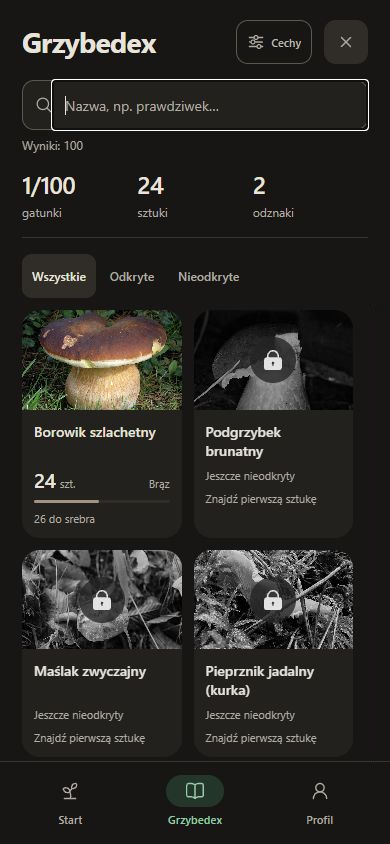 Grzybedex
Cechy
Nazwa, np. prawdziwek...
Wyniki: 100
1/100
24
2
gatunki
sztuki
odznaki
Wszystkie
Odkryte
Nieodkryte
Borowik szlachetny
24 szt.
Brąz
26 do srebra
Podgrzybek
brunatny
Jeszcze nieodkryty
Znajdź pierwszą sztukę
Maślak zwyczajny
Jeszcze nieodkryty
Znajdź pierwszą sztukę
Pieprznik jadalny
(kurka)
Jeszcze nieodkryty
Znajdź pierwszą sztukę
Start
Grzybedex
Profil